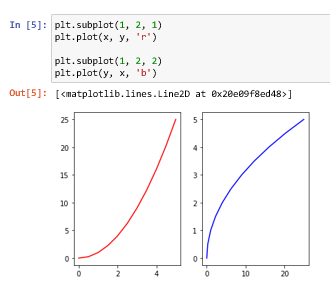 In [5]: plt.subplot(1, 2, 1)
plt.plot(x, y, 'r')
plt.subplot(1, 2, 2)
plt.plot(y, x, 'b')
Out[5]: [<matplotlib.lines.Line2D at 0x20e09f8ed48>]
25
20
15
10
5
0
0 2 4
5
4
3
2
1
0
0 10 20